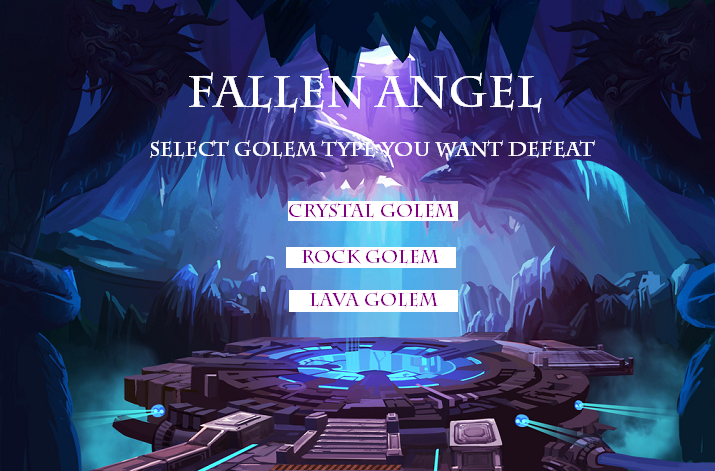 FALLEN ANGEL
SELECT GOLEM TYPE YOU WANT DEFEAT
CRYSTAL GOLEM
ROCK GOLEM
LAVA GOLEM